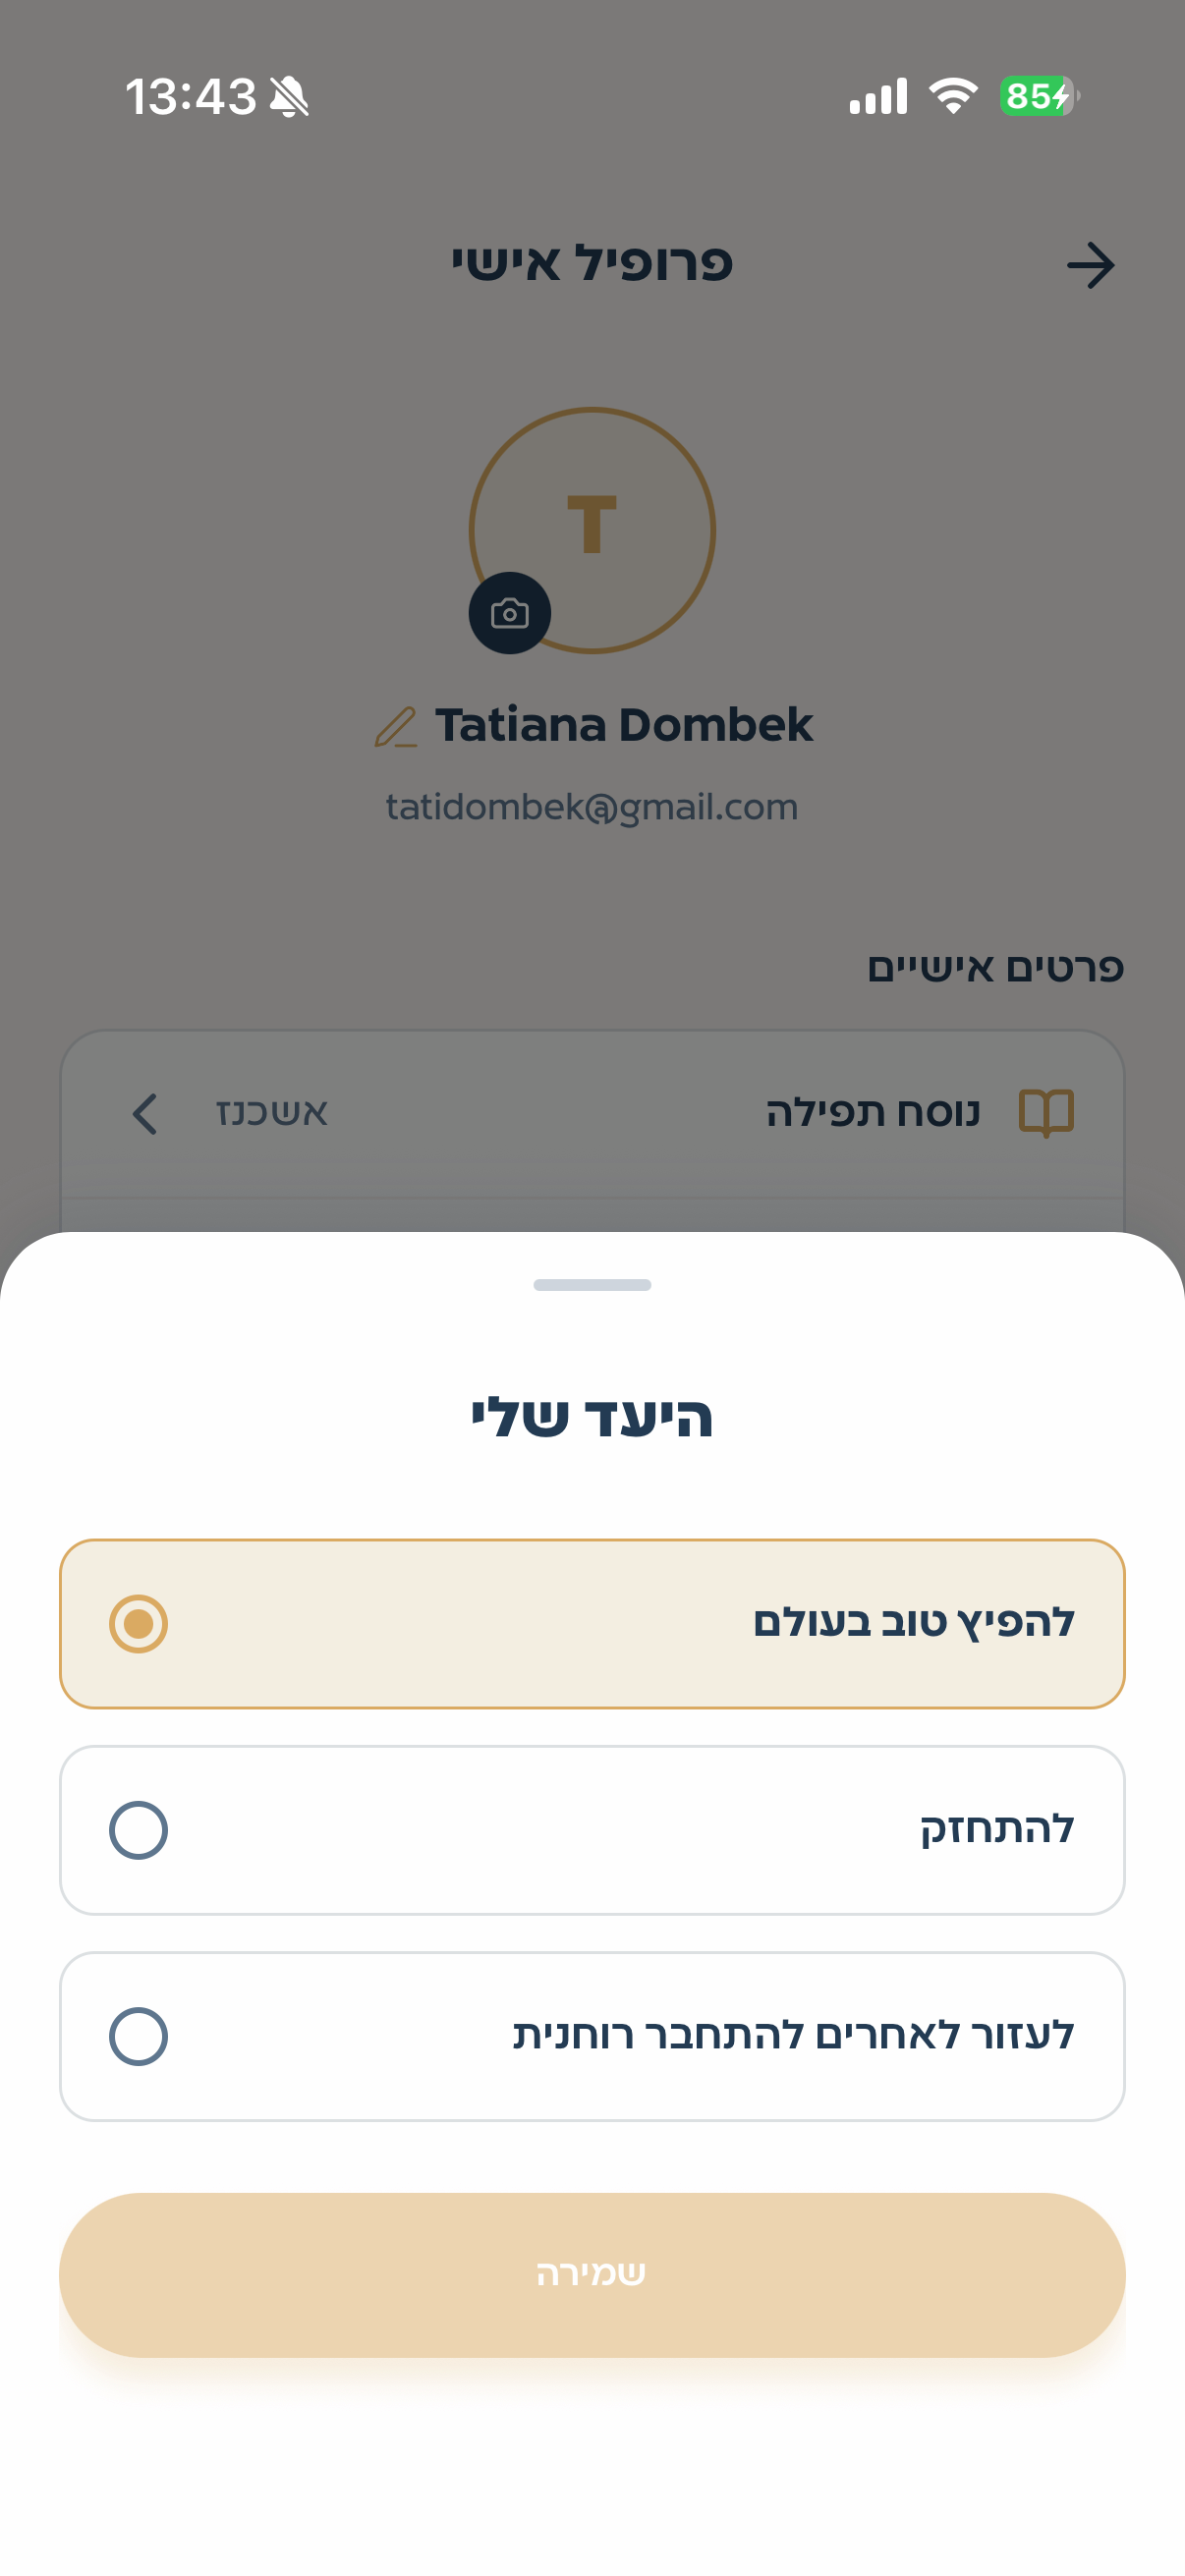 13:43
85
פרופיל אישי
T
Tatiana Dombek
tatidombek@gmail.com
פרטים אישיים
נוסח תפילה אשכנז
היעד שלי
להפיץ טוב בעולם
להתחזק
לעזור לאחרים להתחבר רוחנית
שמירה